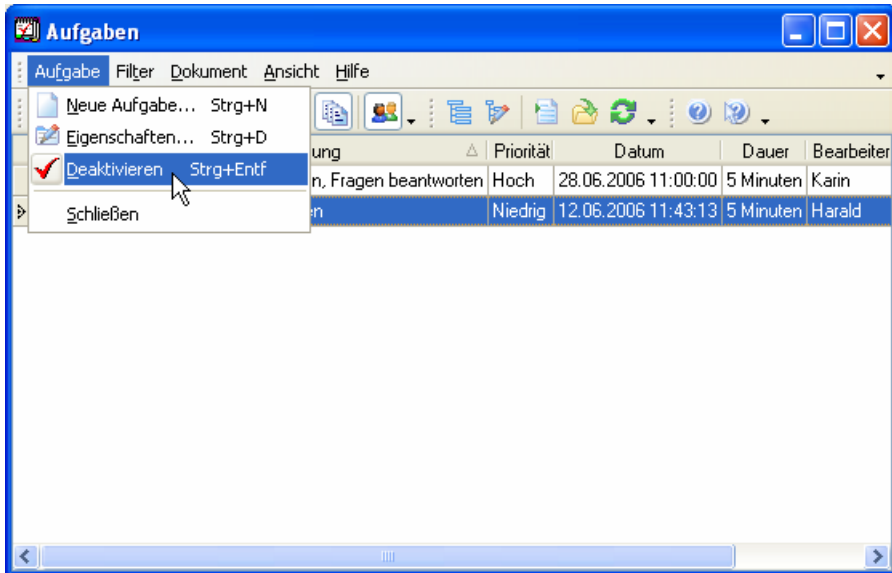 Aufgaben
Aufgabe Filter Dokument Ansicht Hilfe
Neue Aufgabe... Strg+N
Eigenschaften... Strg+D
Deaktivieren Strg+Entf
Schließen
ung Priorität Datum Dauer Bearbeiter
n, Fragen beantworten Hoch 28.06.2006 11:00:00 5 Minuten Karin
en Niedrig 12.06.2006 11:43:13 5 Minuten Harald